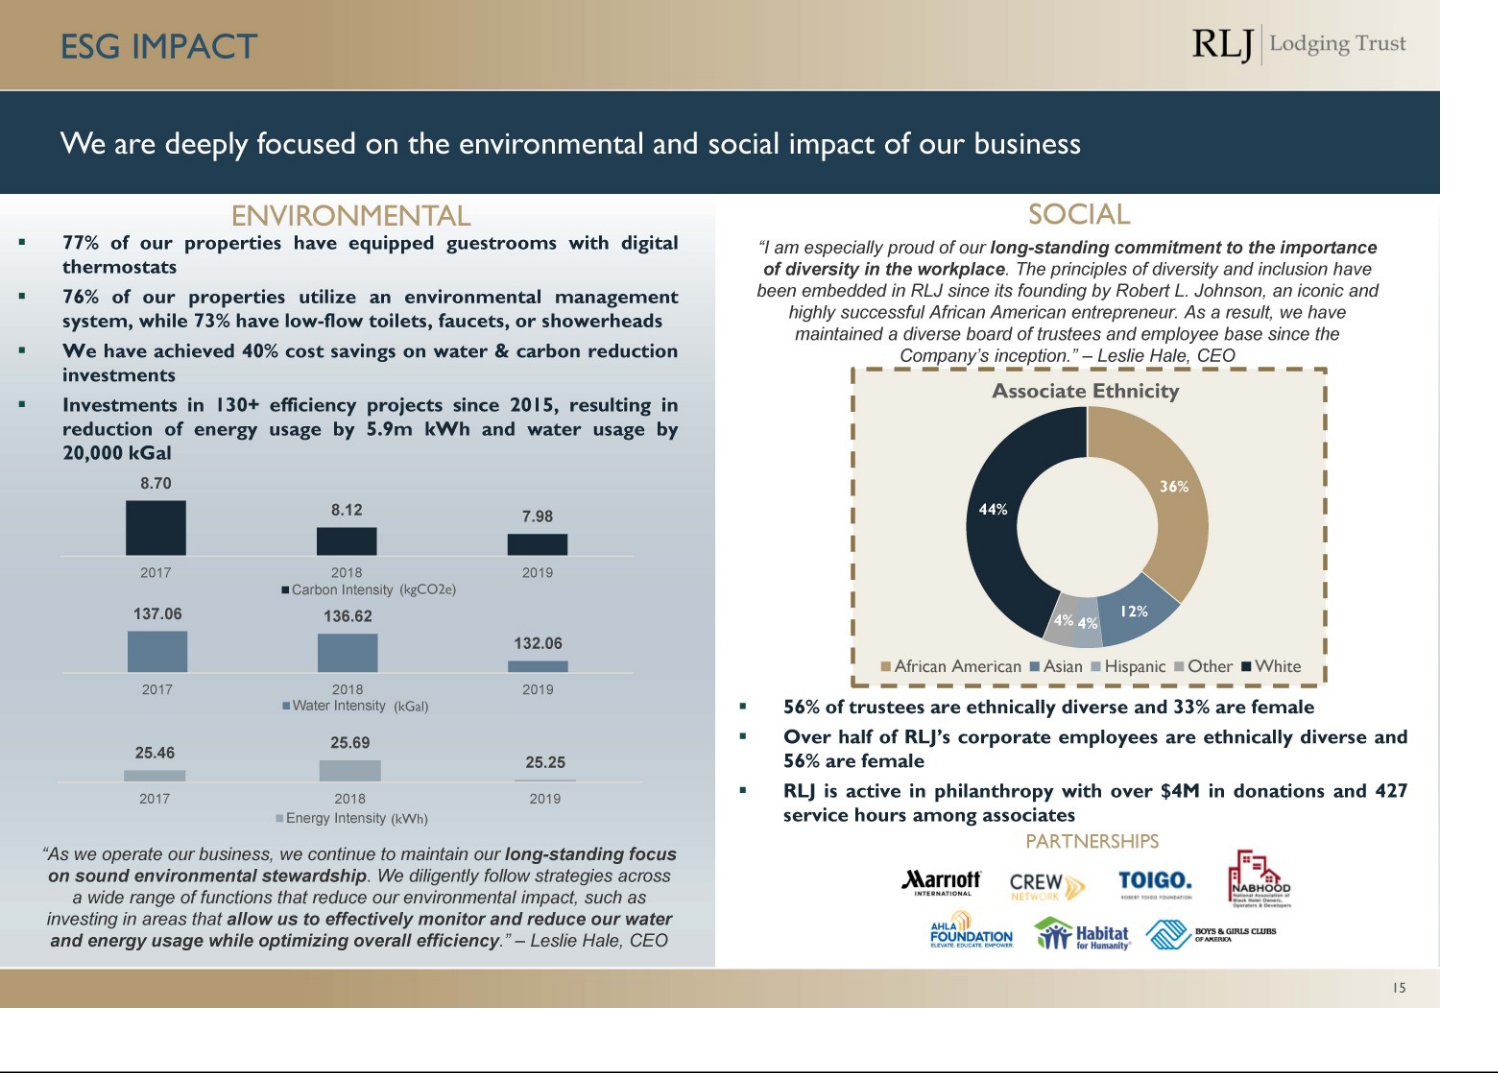 ESG IMPACT
RLJ Lodging Trust
We are deeply focused on the environmental and social impact of our business
ENVIRONMENTAL
▪ 77% of our properties have equipped guestrooms with digital
thermostats
▪ 76% of our properties utilize an environmental management
system, while 73% have low-flow toilets, faucets, or showerheads
▪ We have achieved 40% cost savings on water & carbon reduction
investments
▪ Investments in 130+ efficiency projects since 2015, resulting in
reduction of energy usage by 5.9m kWh and water usage by
20,000 kGal
8.70
8.12
7.98
2017 2018 2019
Carbon Intensity (kgCO2e)
137.06
136.62
132.06
2017 2018 2019
Water Intensity (kGal)
25.46
25.69
25.25
2017 2018 2019
Energy Intensity (kWh)
“As we operate our business, we continue to maintain our long-standing focus
on sound environmental stewardship. We diligently follow strategies across
a wide range of functions that reduce our environmental impact, such as
investing in areas that allow us to effectively monitor and reduce our water
and energy usage while optimizing overall efficiency.” – Leslie Hale, CEO
SOCIAL
“I am especially proud of our long-standing commitment to the importance
of diversity in the workplace. The principles of diversity and inclusion have
been embedded in RLJ since its founding by Robert L. Johnson, an iconic and
highly successful African American entrepreneur. As a result, we have
maintained a diverse board of trustees and employee base since the
Company’s inception.” – Leslie Hale, CEO
Associate Ethnicity
36%
44%
12%
4% 4%
African American Asian Hispanic Other White
▪ 56% of trustees are ethnically diverse and 33% are female
▪ Over half of RLJ’s corporate employees are ethnically diverse and
56% are female
▪ RLJ is active in philanthropy with over $4M in donations and 427
service hours among associates
PARTNERSHIPS
Marriott
INTERNATIONAL
CREW
NETWORK
TOIGO.
ROBERT TOIGO FOUNDATION
NABHOOD
National Association of
Black Hotel Owners,
Operators & Developers
AHLA
FOUNDATION
ELEVATE. EDUCATE. EMPOWER.
Habitat
for Humanity®
BOYS & GIRLS CLUBS
OF AMERICA
15